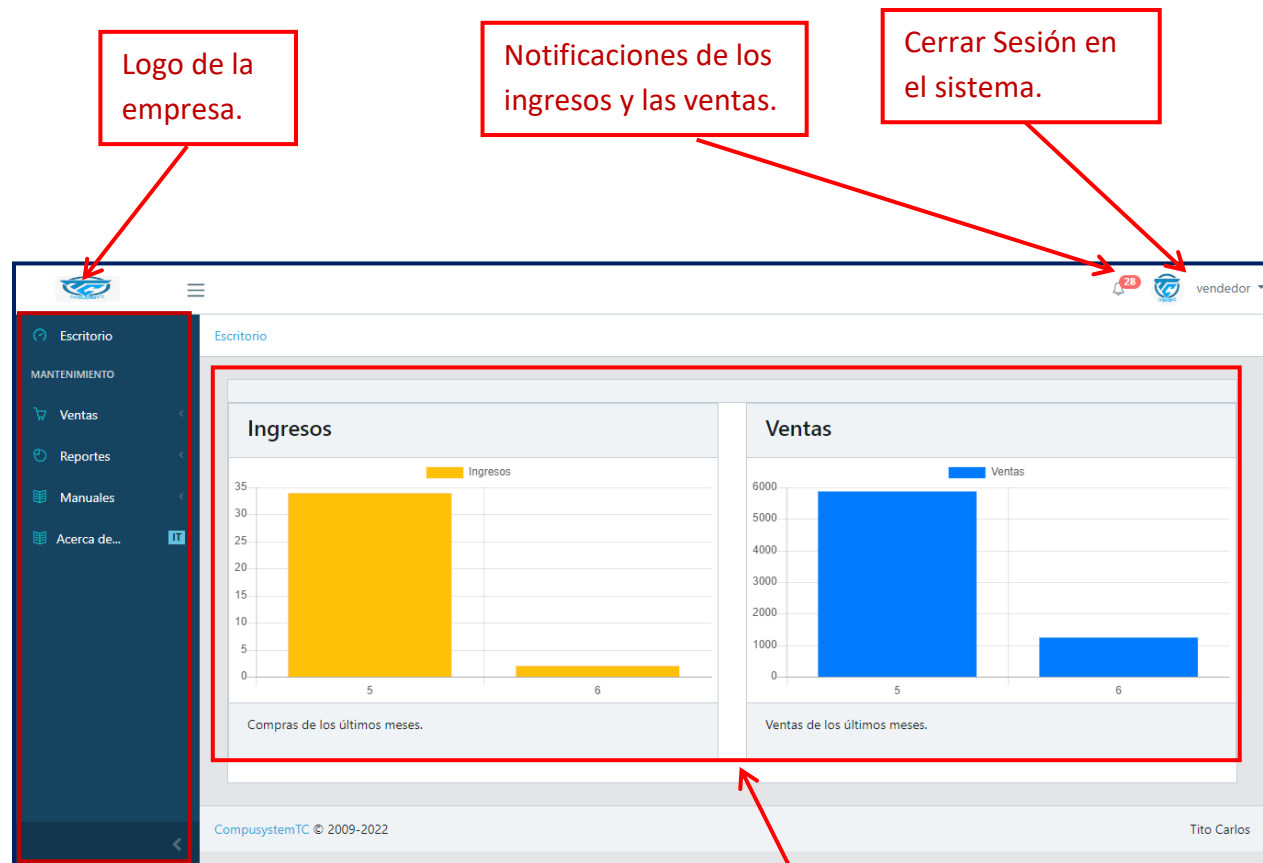 Logo de la
empresa.
Notificaciones de los
ingresos y las ventas.
Cerrar Sesión en
el sistema.
28
vendedor
Escritorio
Escritorio
MANTENIMIENTO
Ventas
Reportes
Manuales
Acerca de...
IT
Ingresos
Ingresos
35
30
25
20
15
10
5
0
5
6
Compras de los últimos meses.
Ventas
Ventas
6000
5000
4000
3000
2000
1000
0
5
6
Ventas de los últimos meses.
CompusystemTC © 2009-2022
Tito Carlos